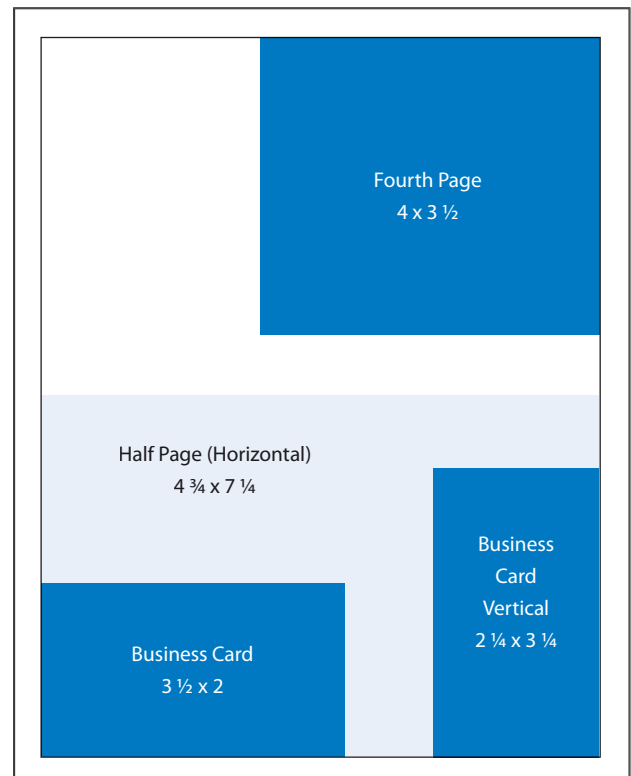 Fourth Page
4 x 3 ½
Half Page (Horizontal)
4 ¾ x 7 ¼
Business
Card
Vertical
2 ¼ x 3 ¼
Business Card
3 ½ x 2